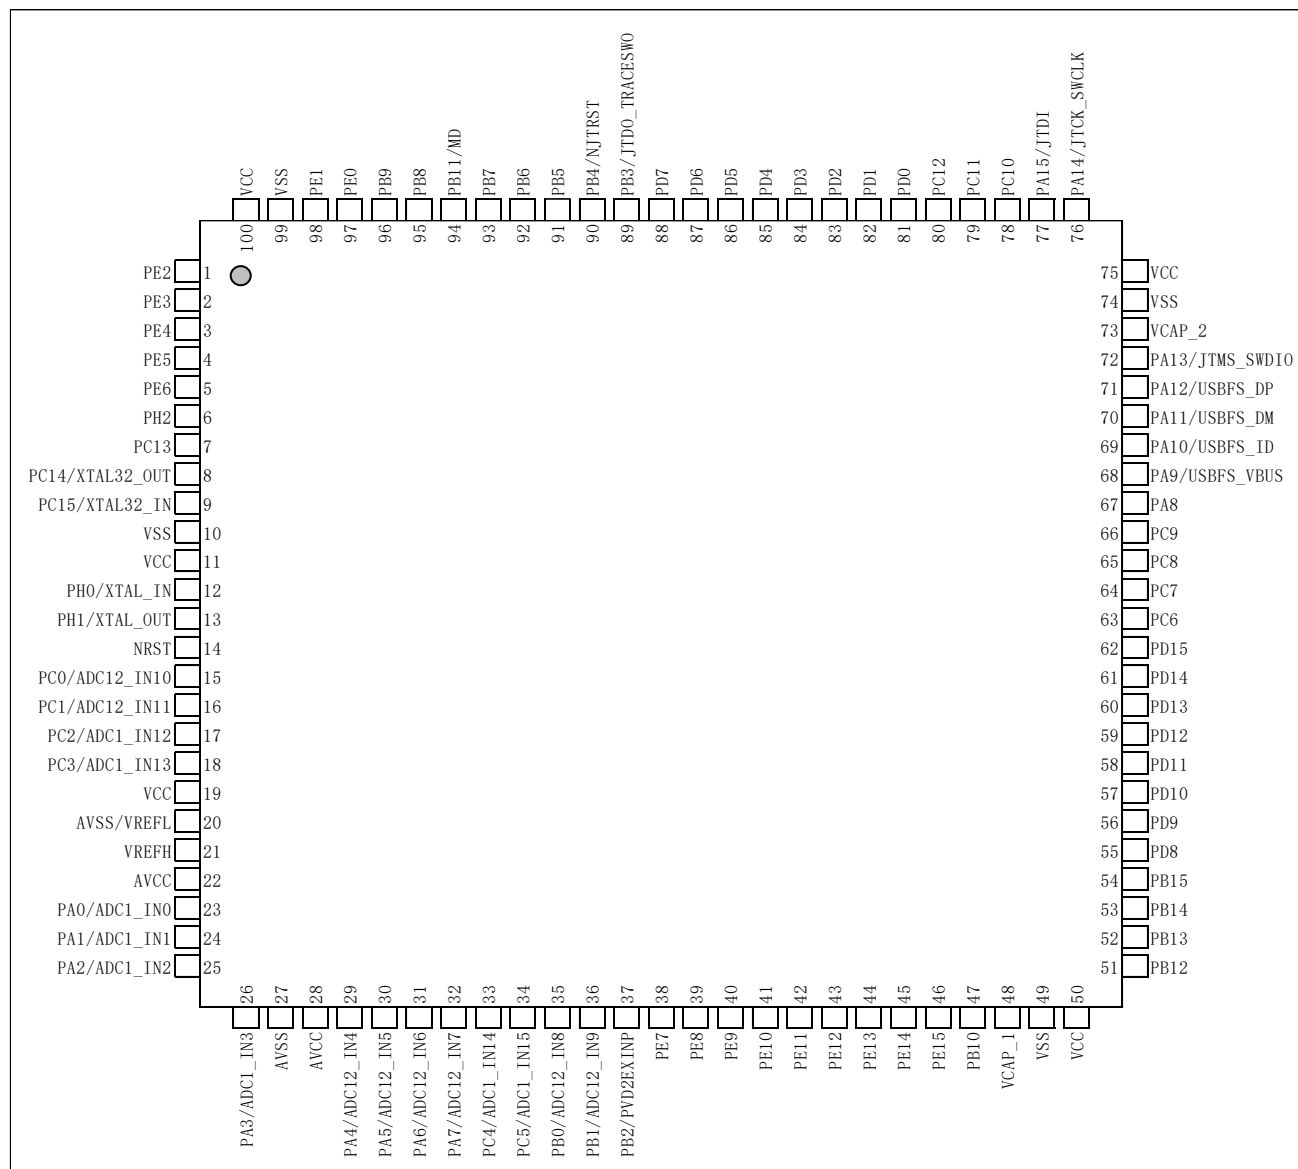 VCC
VSS
PE1
PE0
PB9
PB8
PB11/MD
PB7
PB6
PB5
PB4/NJTRST
PB3/JTDO_TRACESWO
PD7
PD6
PD5
PD4
PD3
PD2
PD1
PD0
PC12
PC11
PC10
PA15/JTDI
PA14/JTCK_SWCLK
100
99
98
97
96
95
94
93
92
91
90
89
88
87
86
85
84
83
82
81
80
79
78
77
76
PE2 1
PE3 2
PE4 3
PE5 4
PE6 5
PH2 6
PC13 7
PC14/XTAL32_OUT 8
PC15/XTAL32_IN 9
VSS 10
VCC 11
PH0/XTAL_IN 12
PH1/XTAL_OUT 13
NRST 14
PC0/ADC12_IN10 15
PC1/ADC12_IN11 16
PC2/ADC1_IN12 17
PC3/ADC1_IN13 18
VCC 19
AVSS/VREFL 20
VREFH 21
AVCC 22
PA0/ADC1_IN0 23
PA1/ADC1_IN1 24
PA2/ADC1_IN2 25
75 VCC
74 VSS
73 VCAP_2
72 PA13/JTMS_SWDIO
71 PA12/USBFS_DP
70 PA11/USBFS_DM
69 PA10/USBFS_ID
68 PA9/USBFS_VBUS
67 PA8
66 PC9
65 PC8
64 PC7
63 PC6
62 PD15
61 PD14
60 PD13
59 PD12
58 PD11
57 PD10
56 PD9
55 PD8
54 PB15
53 PB14
52 PB13
51 PB12
26
27
28
29
30
31
32
33
34
35
36
37
38
39
40
41
42
43
44
45
46
47
48
49
50
PA3/ADC1_IN3
AVSS
AVCC
PA4/ADC12_IN4
PA5/ADC12_IN5
PA6/ADC12_IN6
PA7/ADC12_IN7
PC4/ADC1_IN14
PC5/ADC1_IN15
PB0/ADC12_IN8
PB1/ADC12_IN9
PB2/PVD2EXINP
PE7
PE8
PE9
PE10
PE11
PE12
PE13
PE14
PE15
PB10
VCAP_1
VSS
VCC